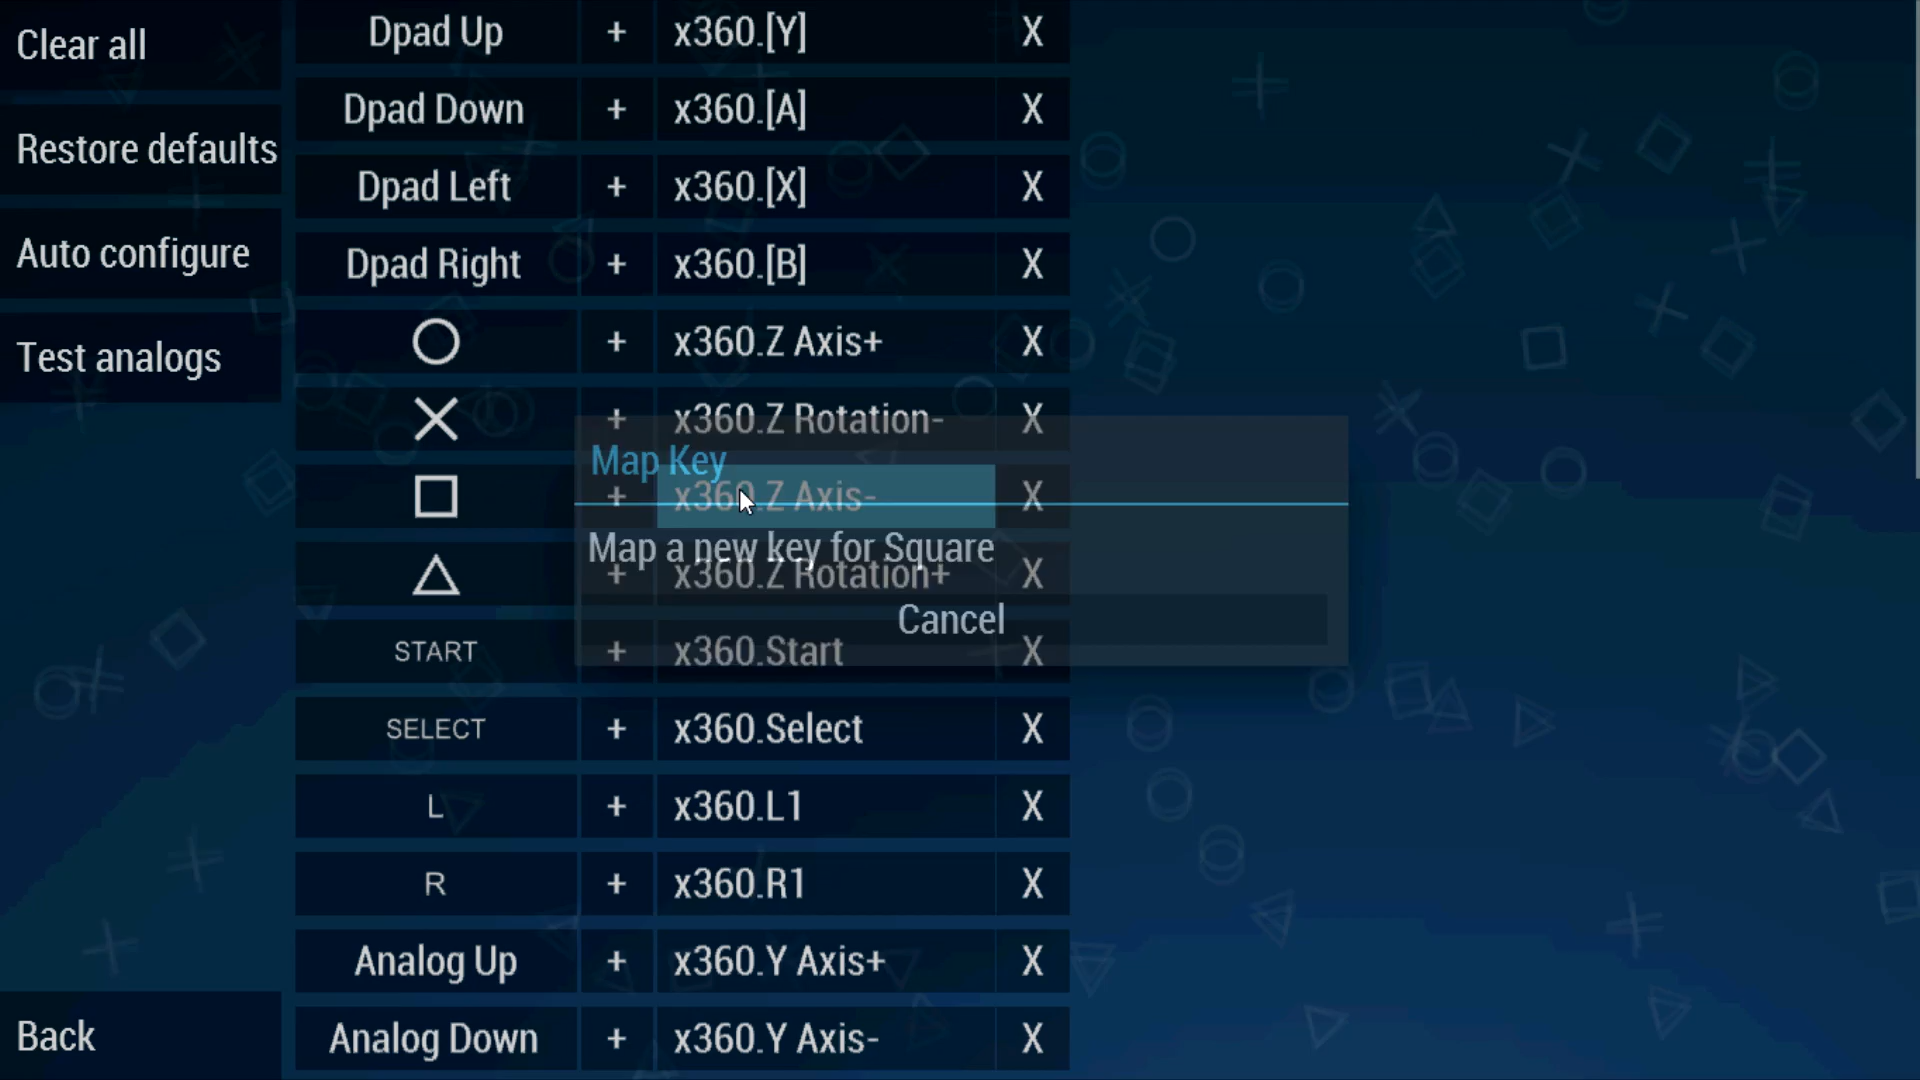 Clear all
Restore defaults
Auto configure
Test analogs
Back
Dpad Up + x360.[Y] X
Dpad Down + x360.[A] X
Dpad Left + x360.[X] X
Dpad Right + x360.[B] X
+ x360.Z Axis+ X
+ x360.Z Rotation- X
Map Key
+ x360.Z Axis- X
Map a new key for Square
+ x360.Z Rotation+ X
Cancel
START + x360.Start X
SELECT + x360.Select X
L + x360.L1 X
R + x360.R1 X
Analog Up + x360.Y Axis+ X
Analog Down + x360.Y Axis- X